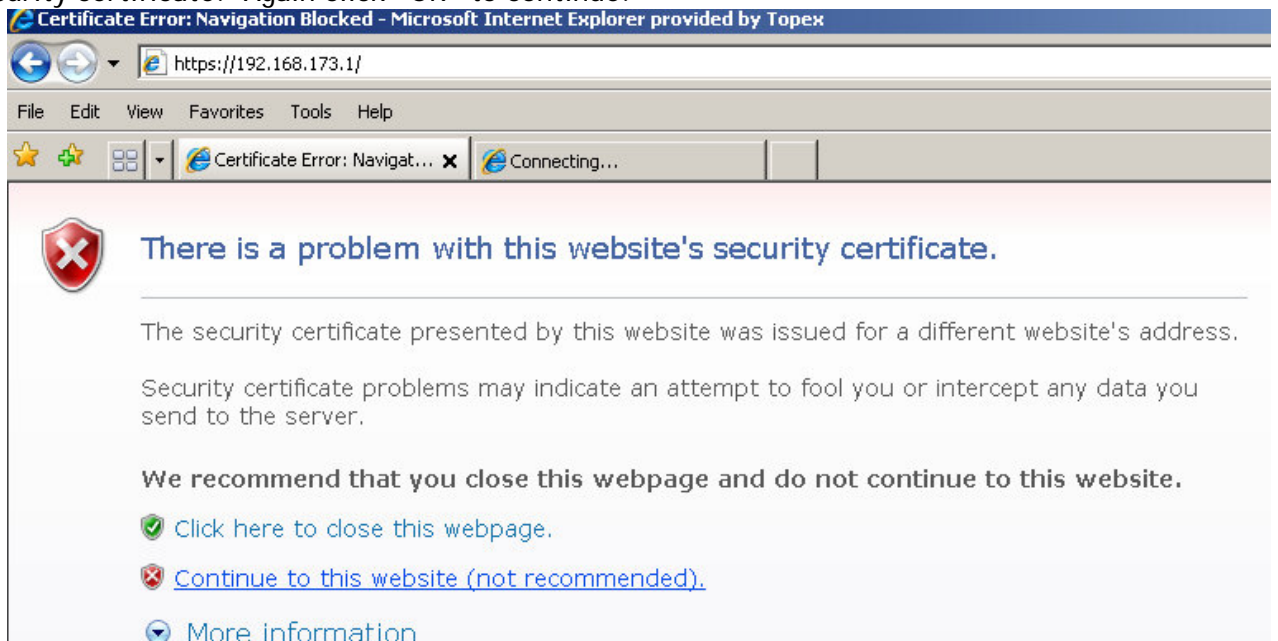 Certificate Error: Navigation Blocked - Microsoft Internet Explorer provided by Topex
https://192.168.173.1/
File Edit View Favorites Tools Help
Certificate Error: Navigat... Connecting...
There is a problem with this website's security certificate.
The security certificate presented by this website was issued for a different website's address.
Security certificate problems may indicate an attempt to fool you or intercept any data you
send to the server.
We recommend that you close this webpage and do not continue to this website.
Click here to close this webpage.
Continue to this website (not recommended).
More information